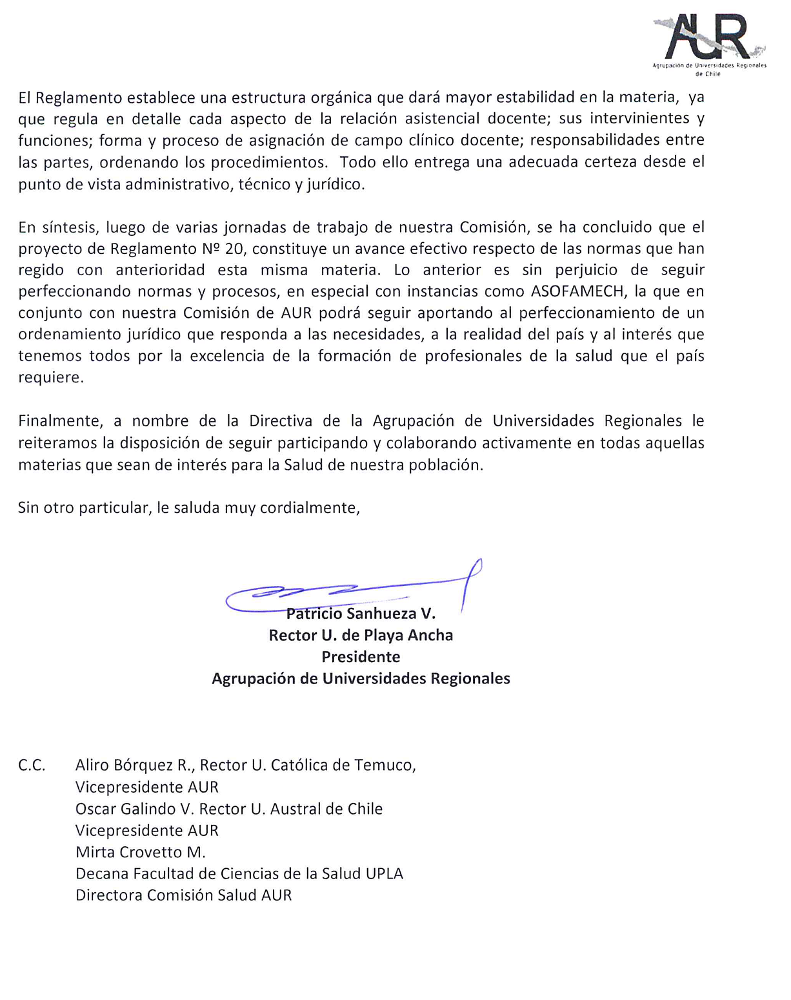 AUR
Agrupación de Universidades Regionales
de Chile
El Reglamento establece una estructura orgánica que dará mayor estabilidad en la materia, ya
que regula en detalle cada aspecto de la relación asistencial docente; sus intervinientes y
funciones; forma y proceso de asignación de campo clínico docente; responsabilidades entre
las partes, ordenando los procedimientos. Todo ello entrega una adecuada certeza desde el
punto de vista administrativo, técnico y jurídico.
En síntesis, luego de varias jornadas de trabajo de nuestra Comisión, se ha concluido que el
proyecto de Reglamento Nº 20, constituye un avance efectivo respecto de las normas que han
regido con anterioridad esta misma materia. Lo anterior es sin perjuicio de seguir
perfeccionando normas y procesos, en especial con instancias como ASOFAMECH, la que en
conjunto con nuestra Comisión de AUR podrá seguir aportando al perfeccionamiento de un
ordenamiento jurídico que responda a las necesidades, a la realidad del país y al interés que
tenemos todos por la excelencia de la formación de profesionales de la salud que el país
requiere.
Finalmente, a nombre de la Directiva de la Agrupación de Universidades Regionales le
reiteramos la disposición de seguir participando y colaborando activamente en todas aquellas
materias que sean de interés para la Salud de nuestra población.
Sin otro particular, le saluda muy cordialmente,
Patricio Sanhueza V.
Rector U. de Playa Ancha
Presidente
Agrupación de Universidades Regionales
C.C. Aliro Bórquez R., Rector U. Católica de Temuco,
Vicepresidente AUR
Oscar Galindo V. Rector U. Austral de Chile
Vicepresidente AUR
Mirta Crovetto M.
Decana Facultad de Ciencias de la Salud UPLA
Directora Comisión Salud AUR